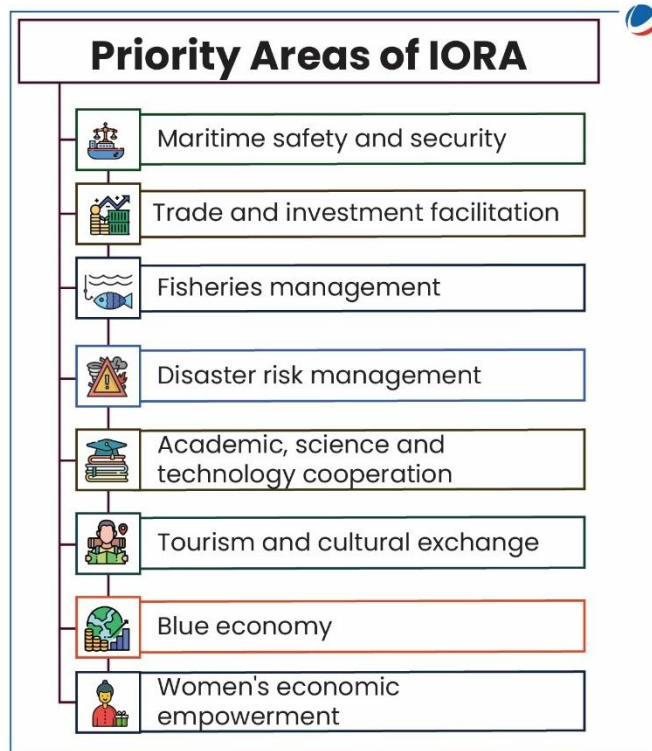 Priority Areas of IORA
Maritime safety and security
Trade and investment facilitation
Fisheries management
Disaster risk management
Academic, science and
technology cooperation
Tourism and cultural exchange
Blue economy
Women's economic
empowerment